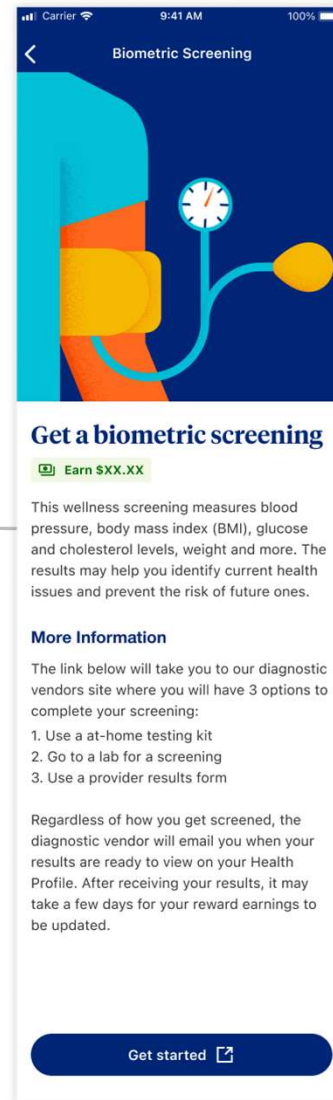 Carrier
9:41 AM
100%
Biometric Screening
Get a biometric screening
Earn $XX.XX
This wellness screening measures blood
pressure, body mass index (BMI), glucose
and cholesterol levels, weight and more. The
results may help you identify current health
issues and prevent the risk of future ones.
More Information
The link below will take you to our diagnostic
vendors site where you will have 3 options to
complete your screening:
1. Use a at-home testing kit
2. Go to a lab for a screening
3. Use a provider results form
Regardless of how you get screened, the
diagnostic vendor will email you when your
results are ready to view on your Health
Profile. After receiving your results, it may
take a few days for your reward earnings to
be updated.
Get started